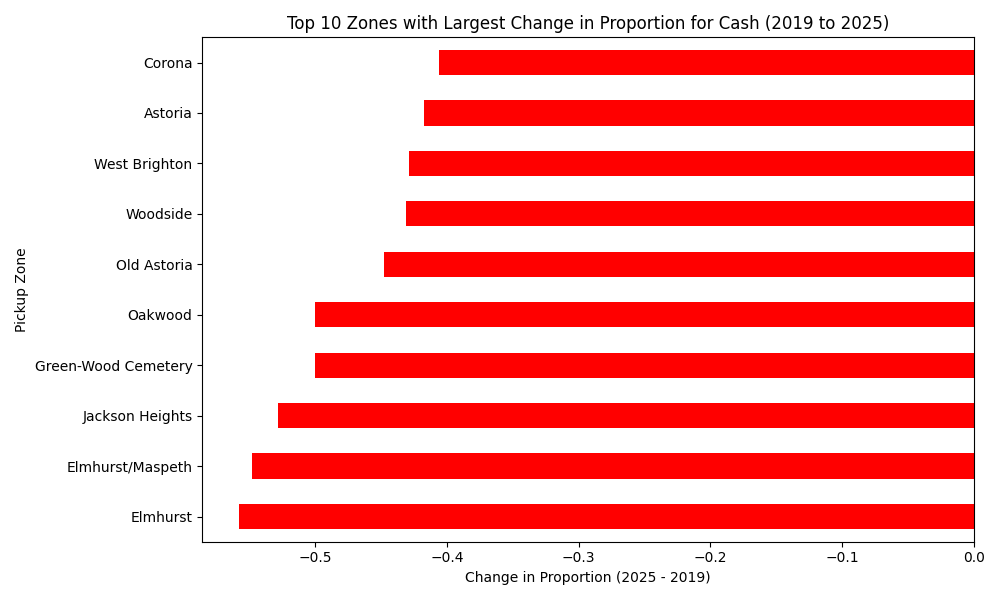 Top 10 Zones with Largest Change in Proportion for Cash (2019 to 2025)
Pickup Zone
Corona
Astoria
West Brighton
Woodside
Old Astoria
Oakwood
Green-Wood Cemetery
Jackson Heights
Elmhurst/Maspeth
Elmhurst
−0.5 −0.4 −0.3 −0.2 −0.1 0.0
Change in Proportion (2025 - 2019)